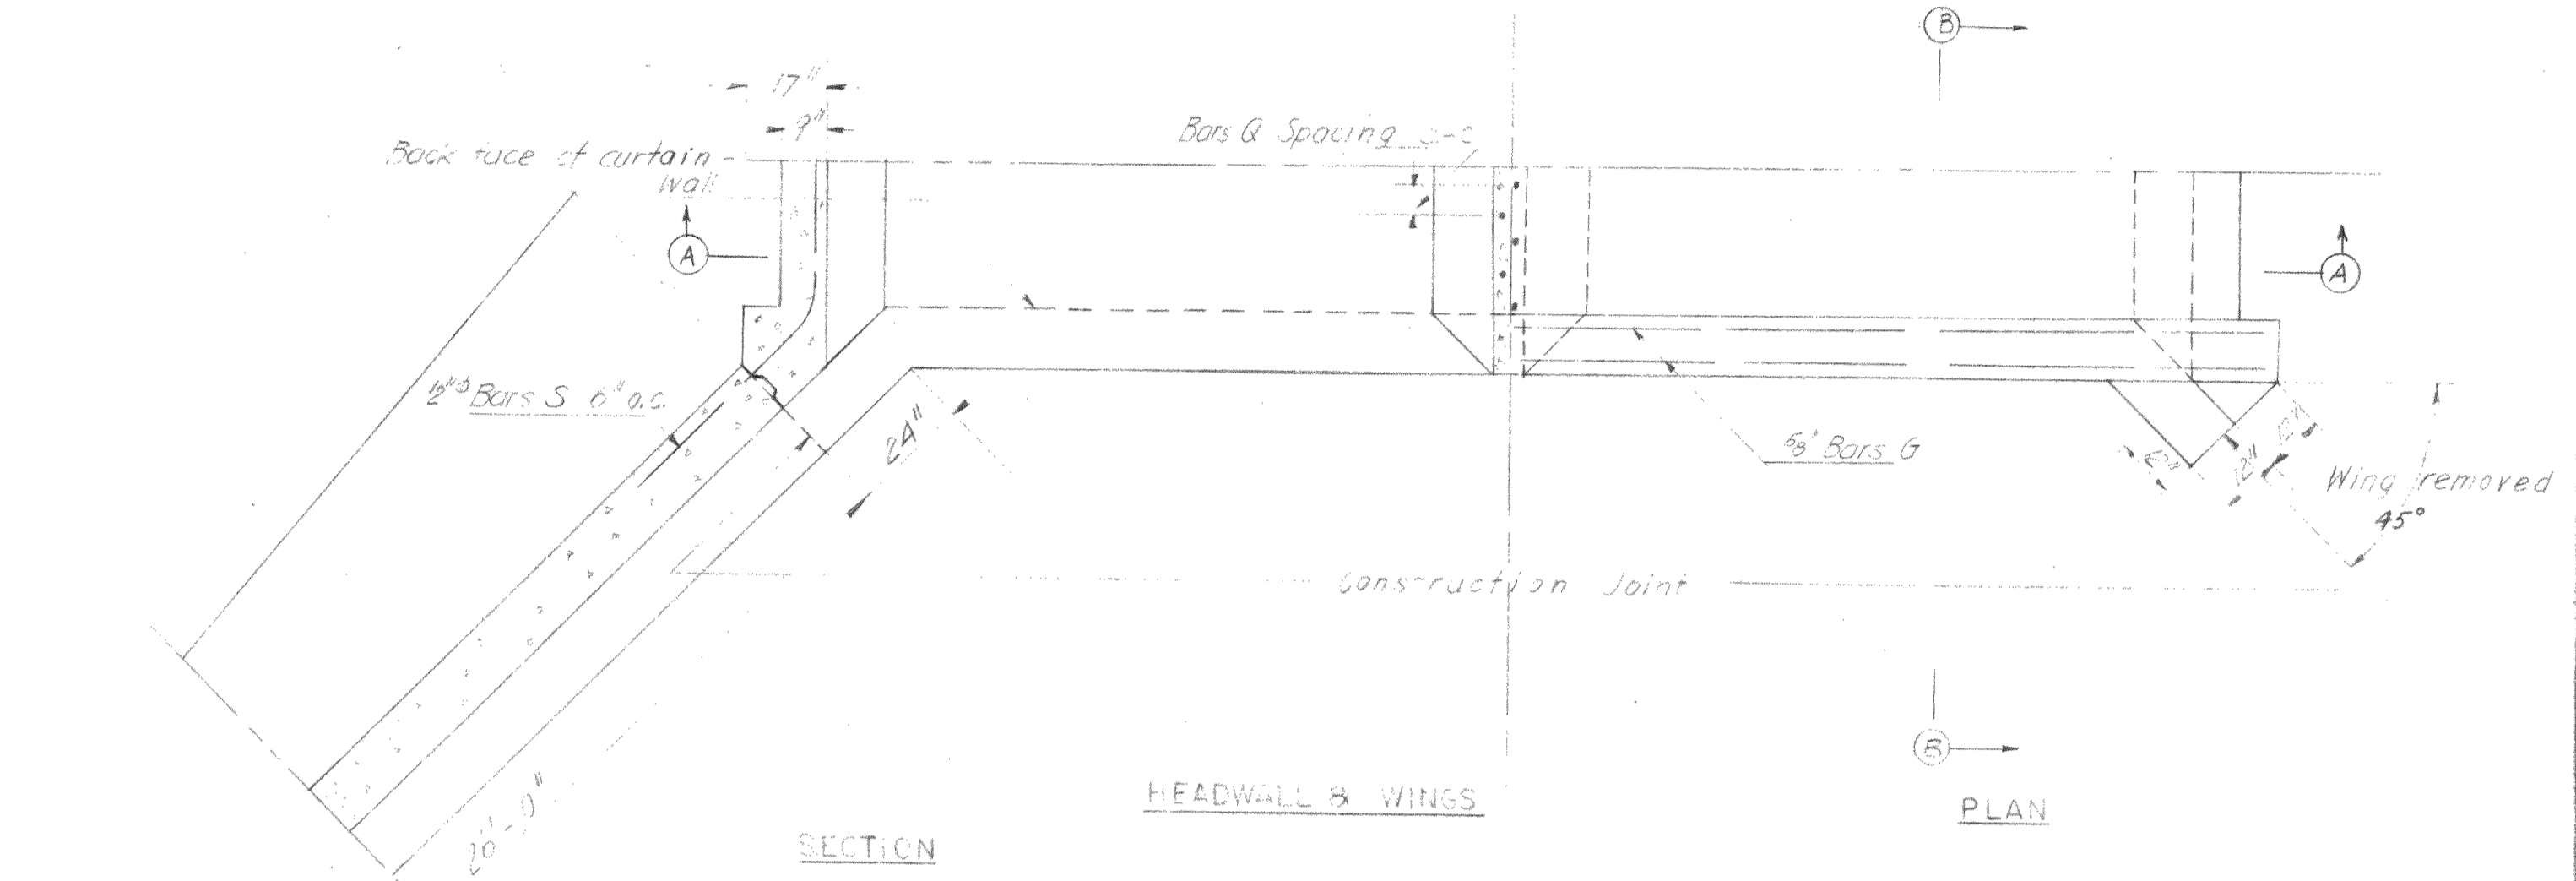 B
17"
9"
Bars Q Spacing
Back face of curtain
Wall
A
A
1/2"ϕ Bars S 6" o.c.
24"
5/8" Bars G
12"
12"
12"
Wing removed
45°
Construction Joint
B
20'-0"
HEADWALL & WINGS
PLAN
SECTION